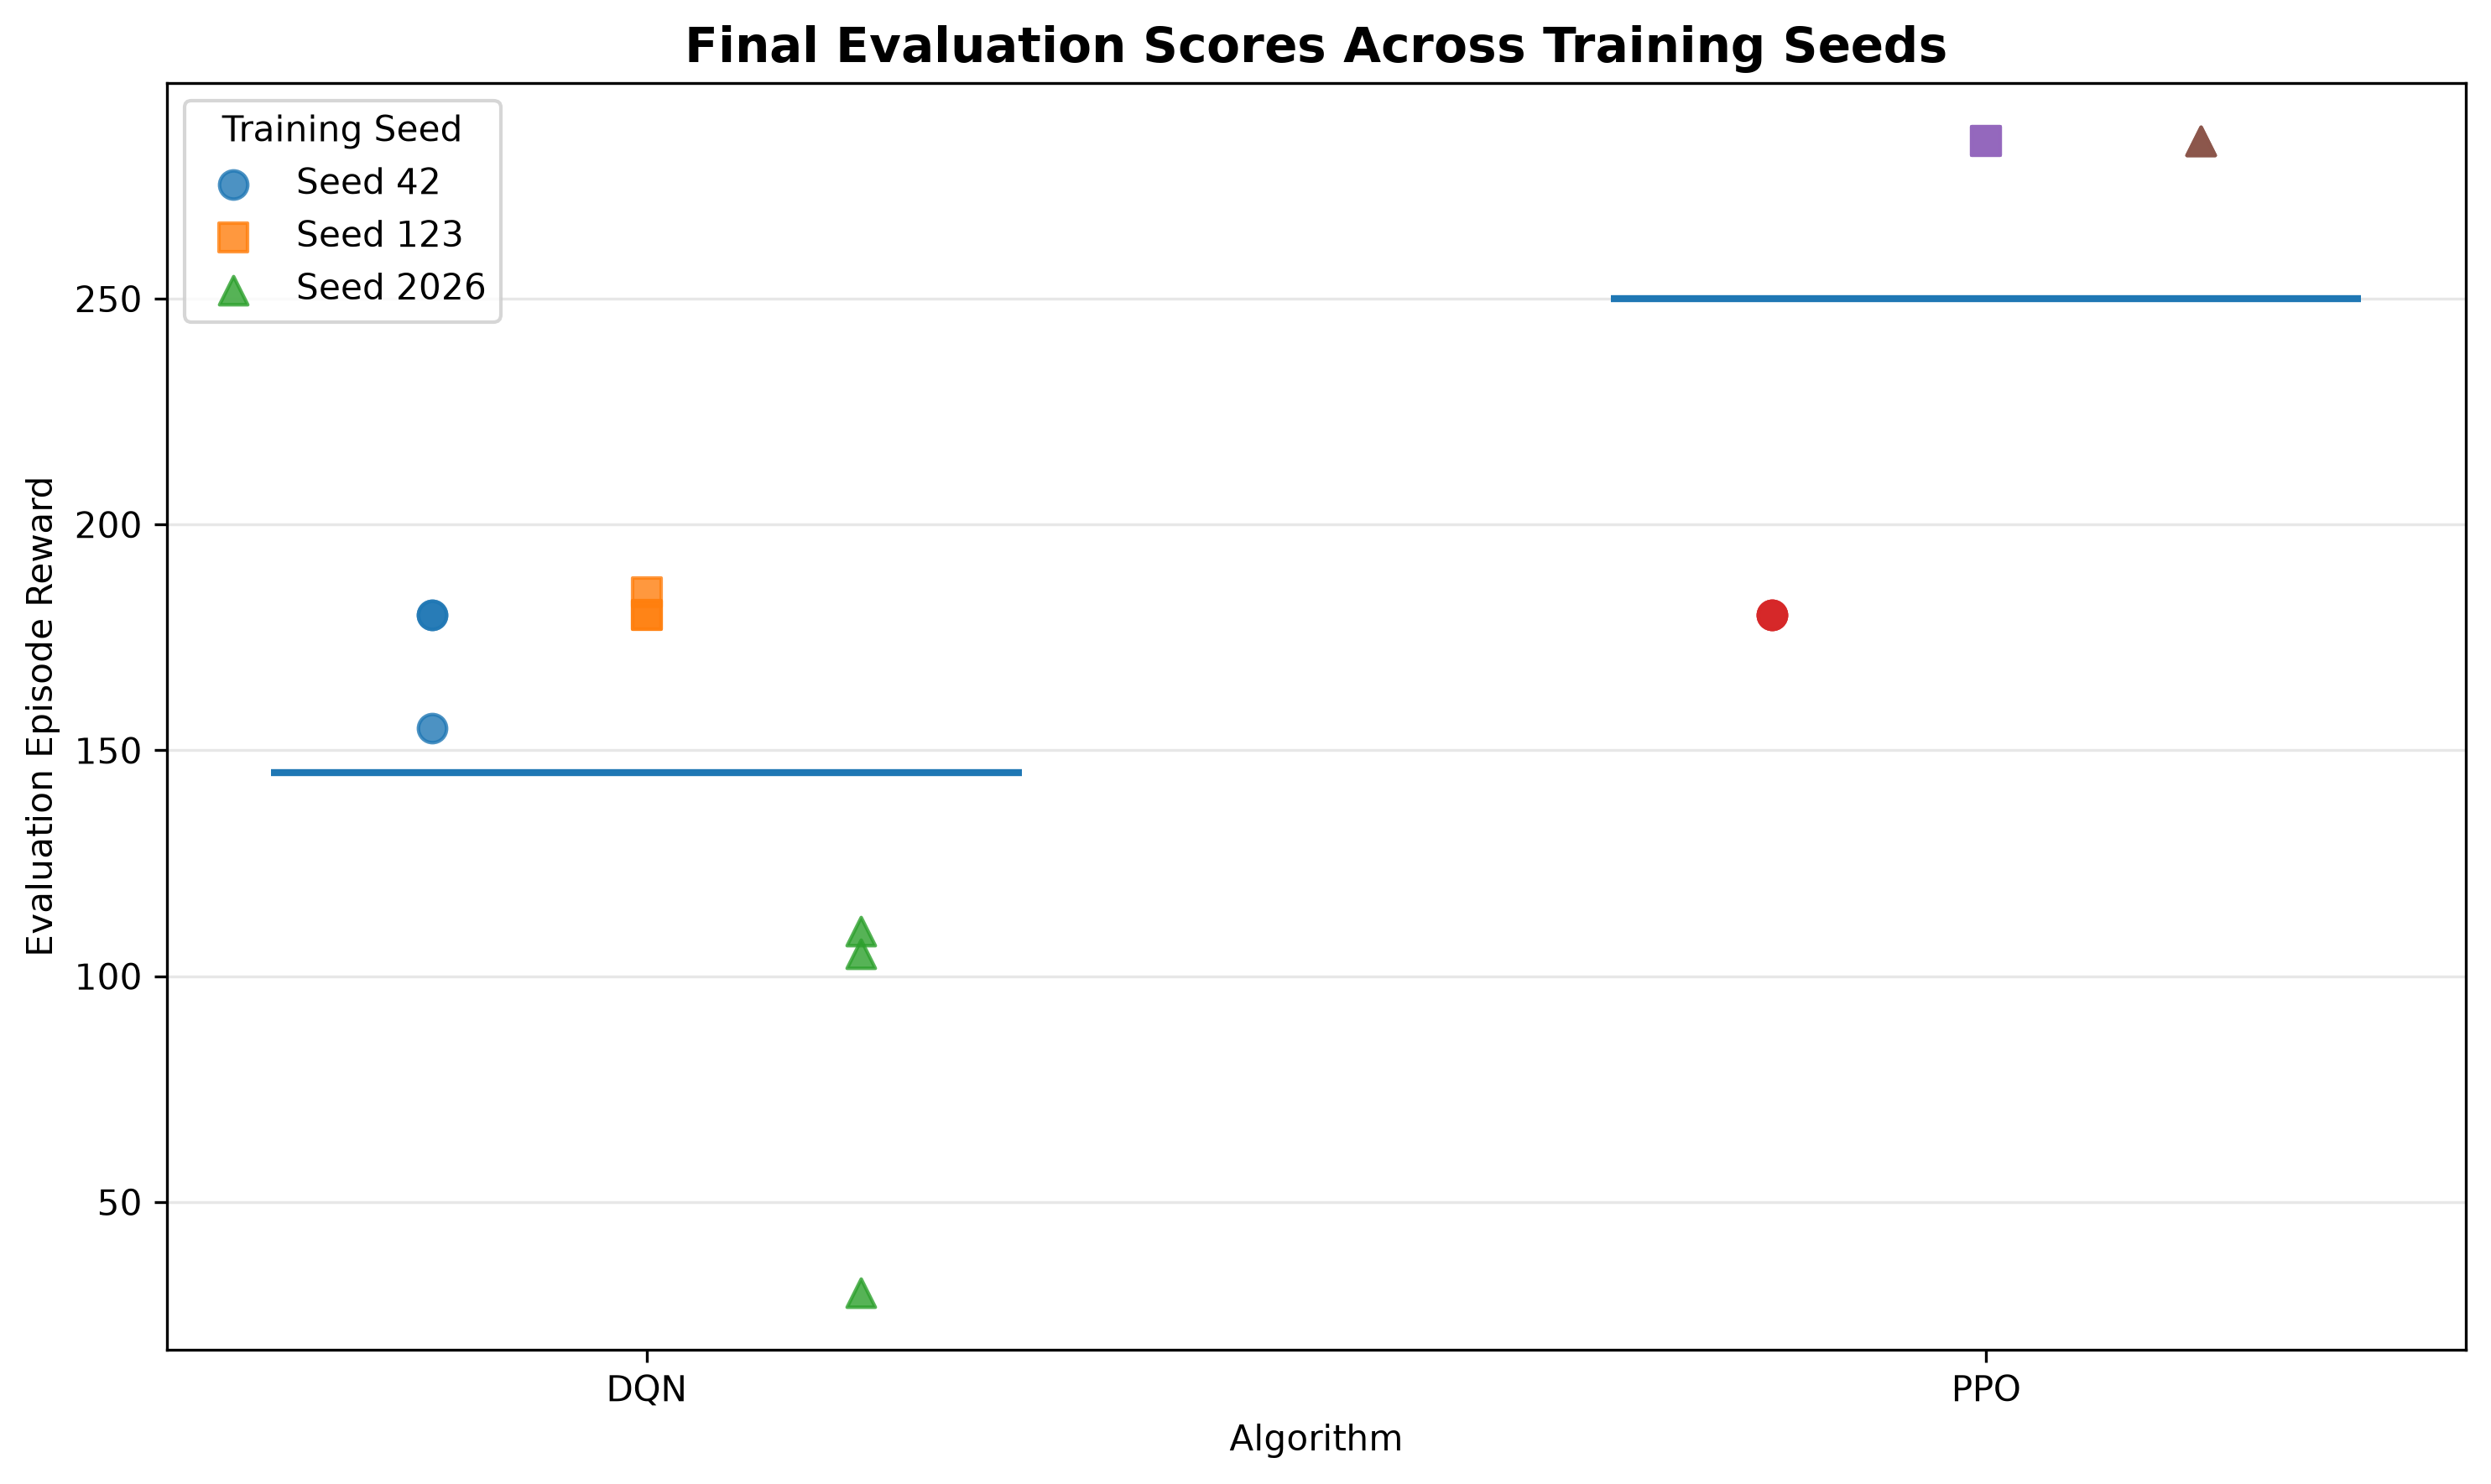 Final Evaluation Scores Across Training Seeds
Training Seed
Seed 42
Seed 123
Seed 2026
Evaluation Episode Reward
250
200
150
100
50
DQN
PPO
Algorithm